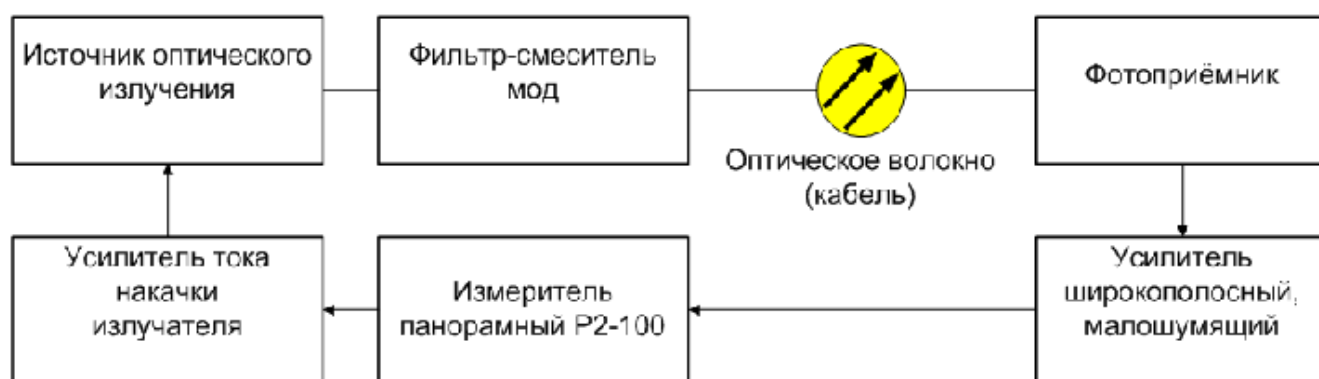 Источник оптического
излучения
Фильтр-смеситель
мод
Оптическое волокно
(кабель)
Фотоприёмник
Усилитель тока
накачки
излучателя
Измеритель
панорамный Р2-100
Усилитель
широкополосный,
малошумящий